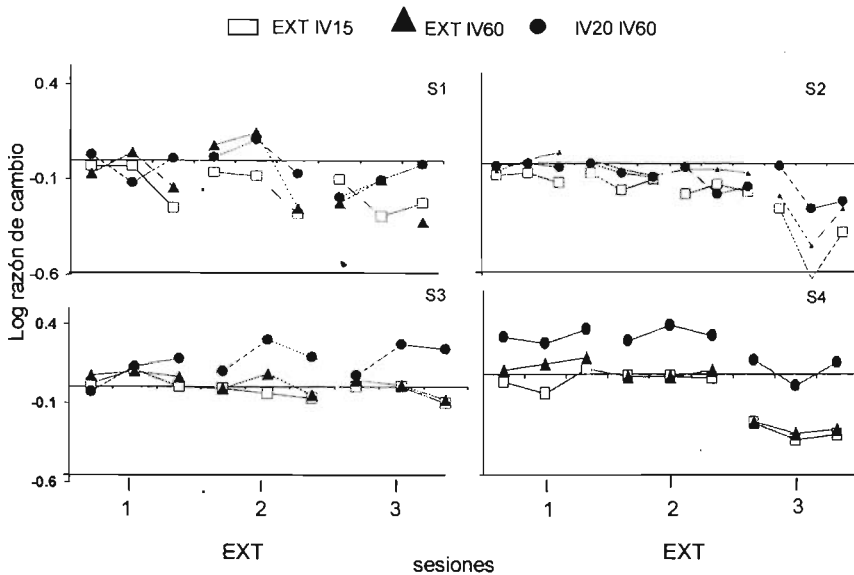 EXT IV15 EXT IV60 IV20 IV60
S1 S2
0.4
-0.1
-0.6
Log razón de cambio
S3 S4
0.4
-0.1
-0.6
1 2 3 1 2 3
EXT EXT
sesiones